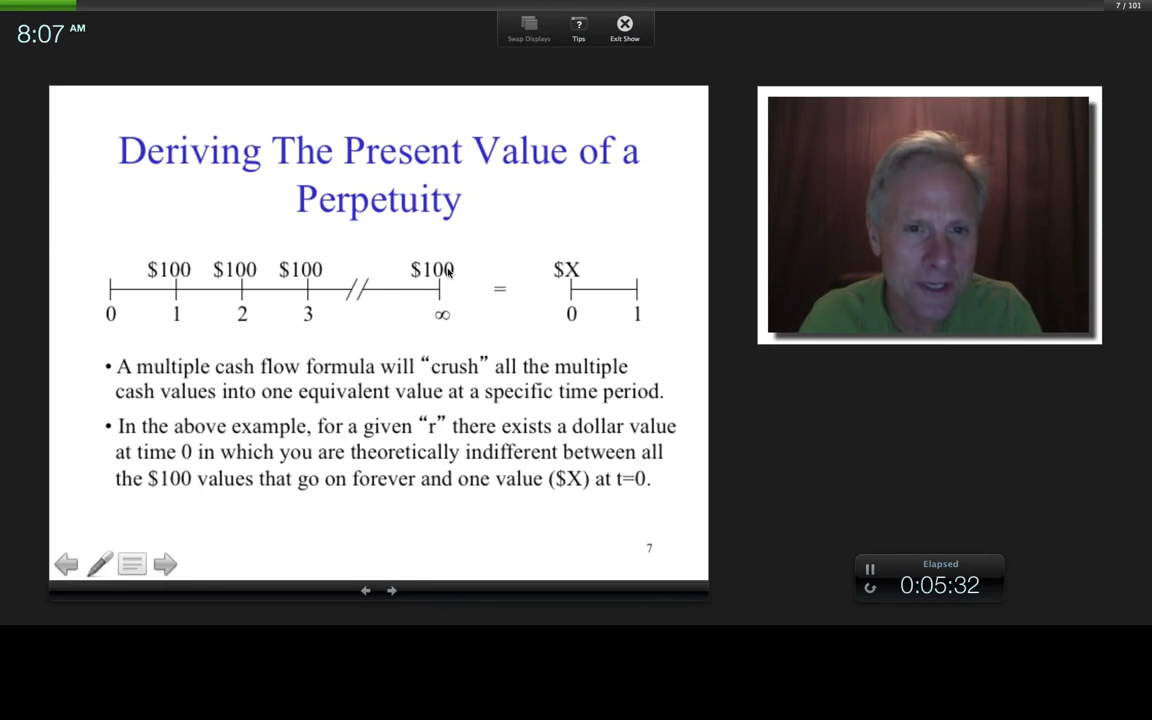 7 / 101
8:07 AM
Swap Displays
Tips
Exit Show
Deriving The Present Value of a
Perpetuity
$100 $100 $100 $100 $X
0 1 2 3 // ∞ = 0 1
• A multiple cash flow formula will “crush” all the multiple
cash values into one equivalent value at a specific time period.
• In the above example, for a given “r” there exists a dollar value
at time 0 in which you are theoretically indifferent between all
the $100 values that go on forever and one value ($X) at t=0.
7
Elapsed
0:05:32